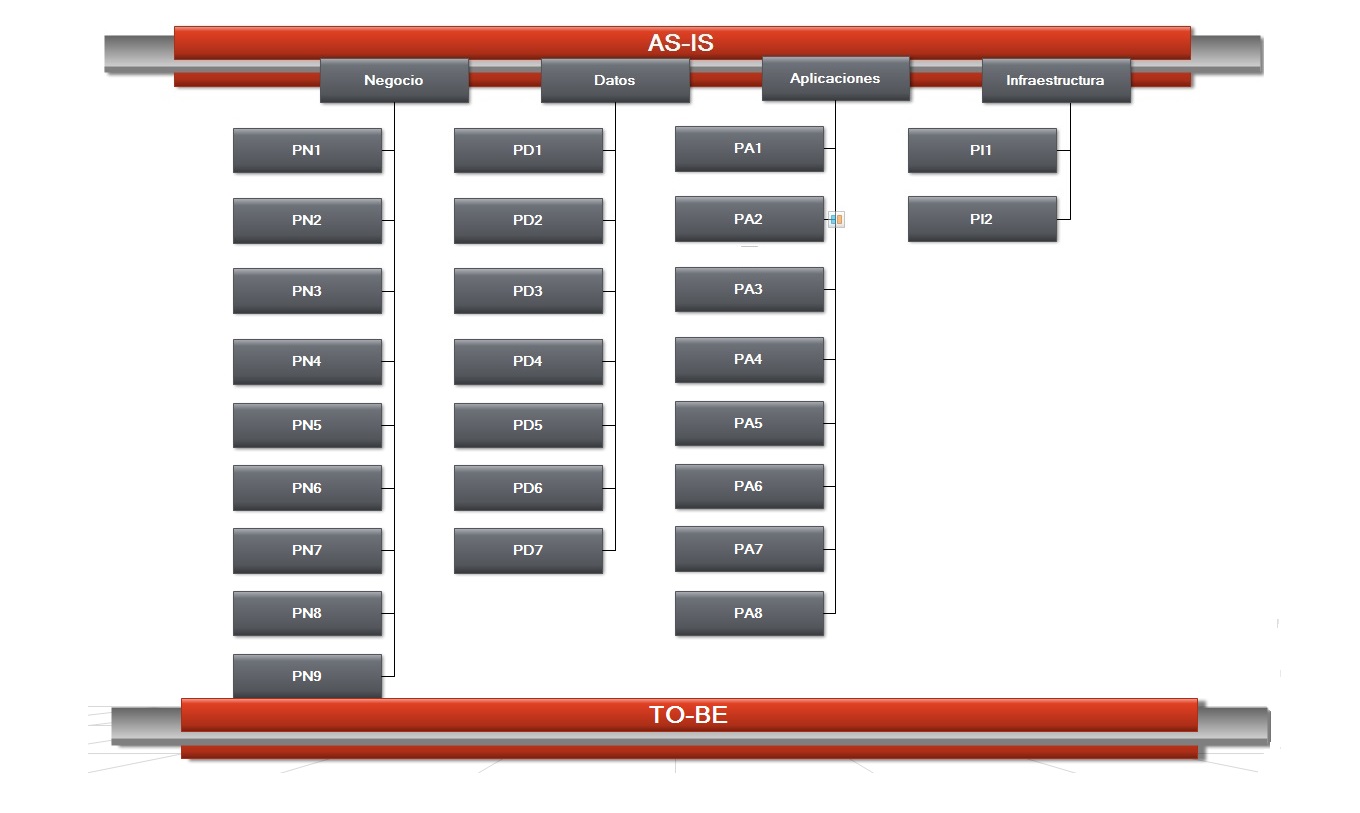 AS-IS
Negocio
Datos
Aplicaciones
Infraestructura
PN1
PD1
PA1
PI1
PN2
PD2
PA2
PI2
PN3
PD3
PA3
PN4
PD4
PA4
PN5
PD5
PA5
PN6
PD6
PA6
PN7
PD7
PA7
PN8
PA8
PN9
TO-BE